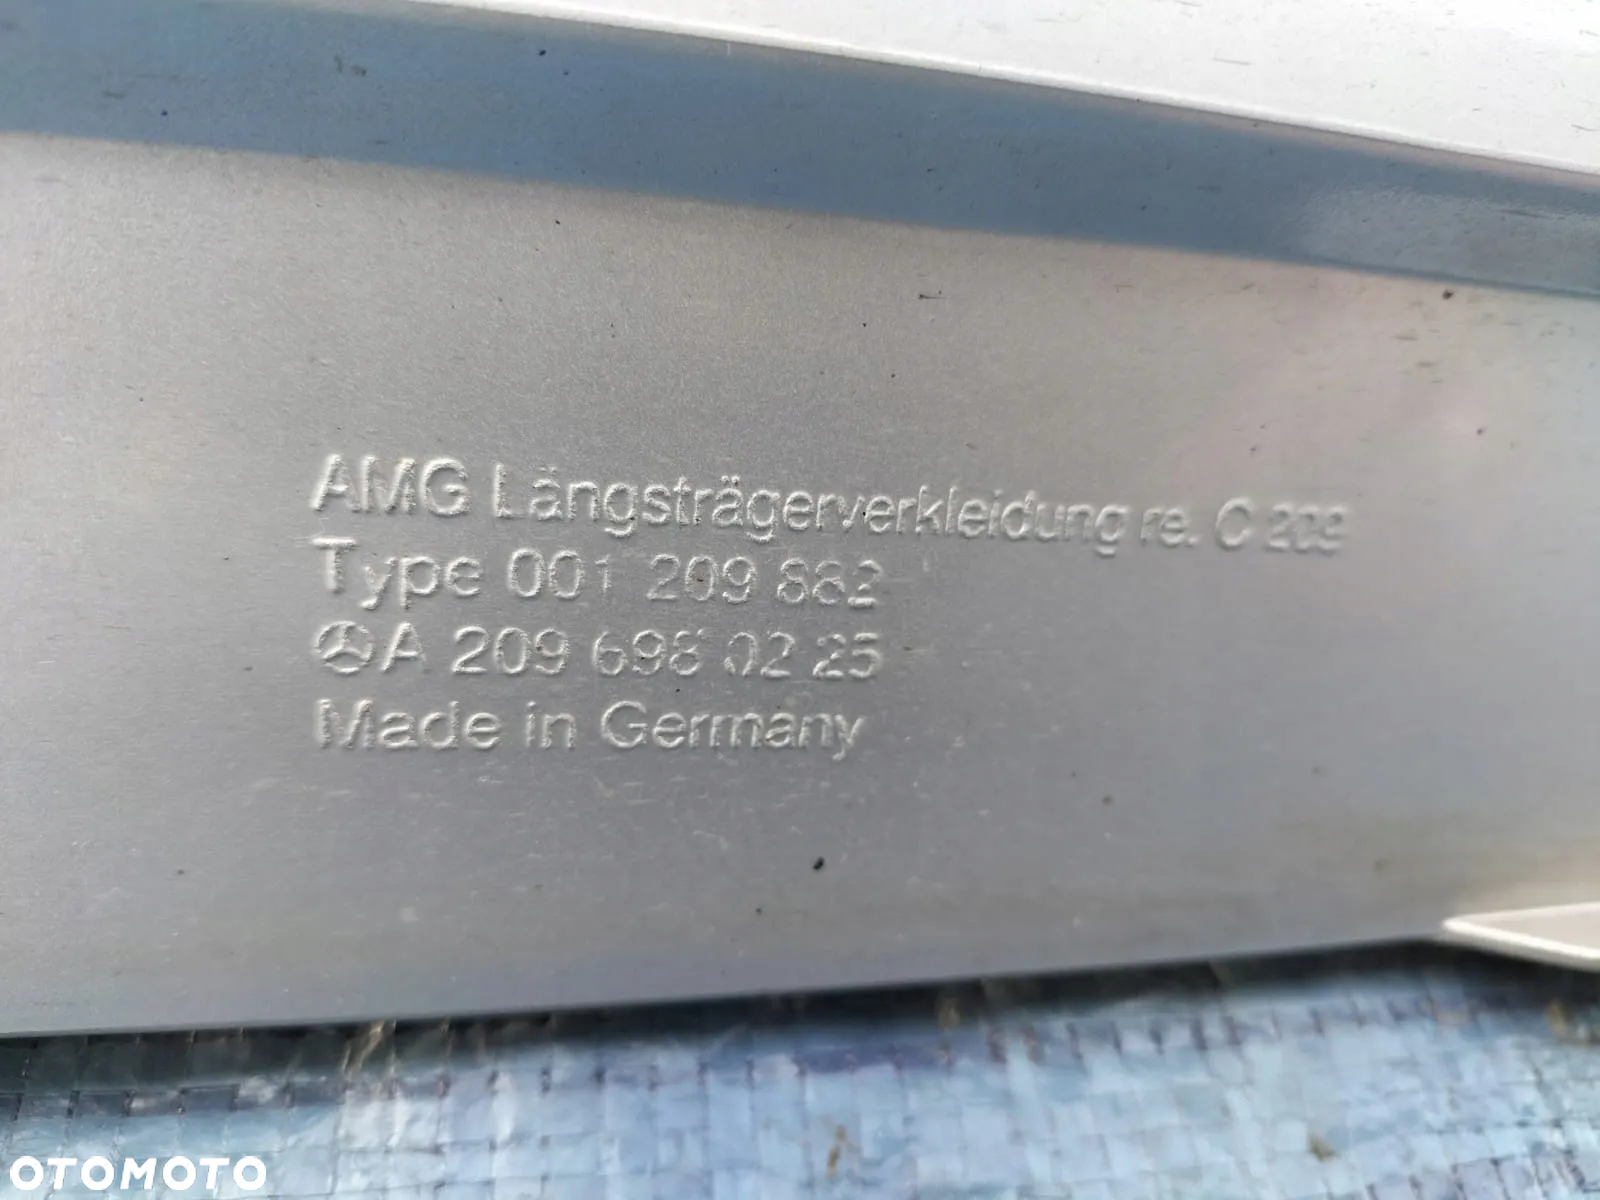 AMG Längsträgerverkleidung re. C 209
Type 001 209 882
A 209 698 02 25
Made in Germany
OTOMOTO